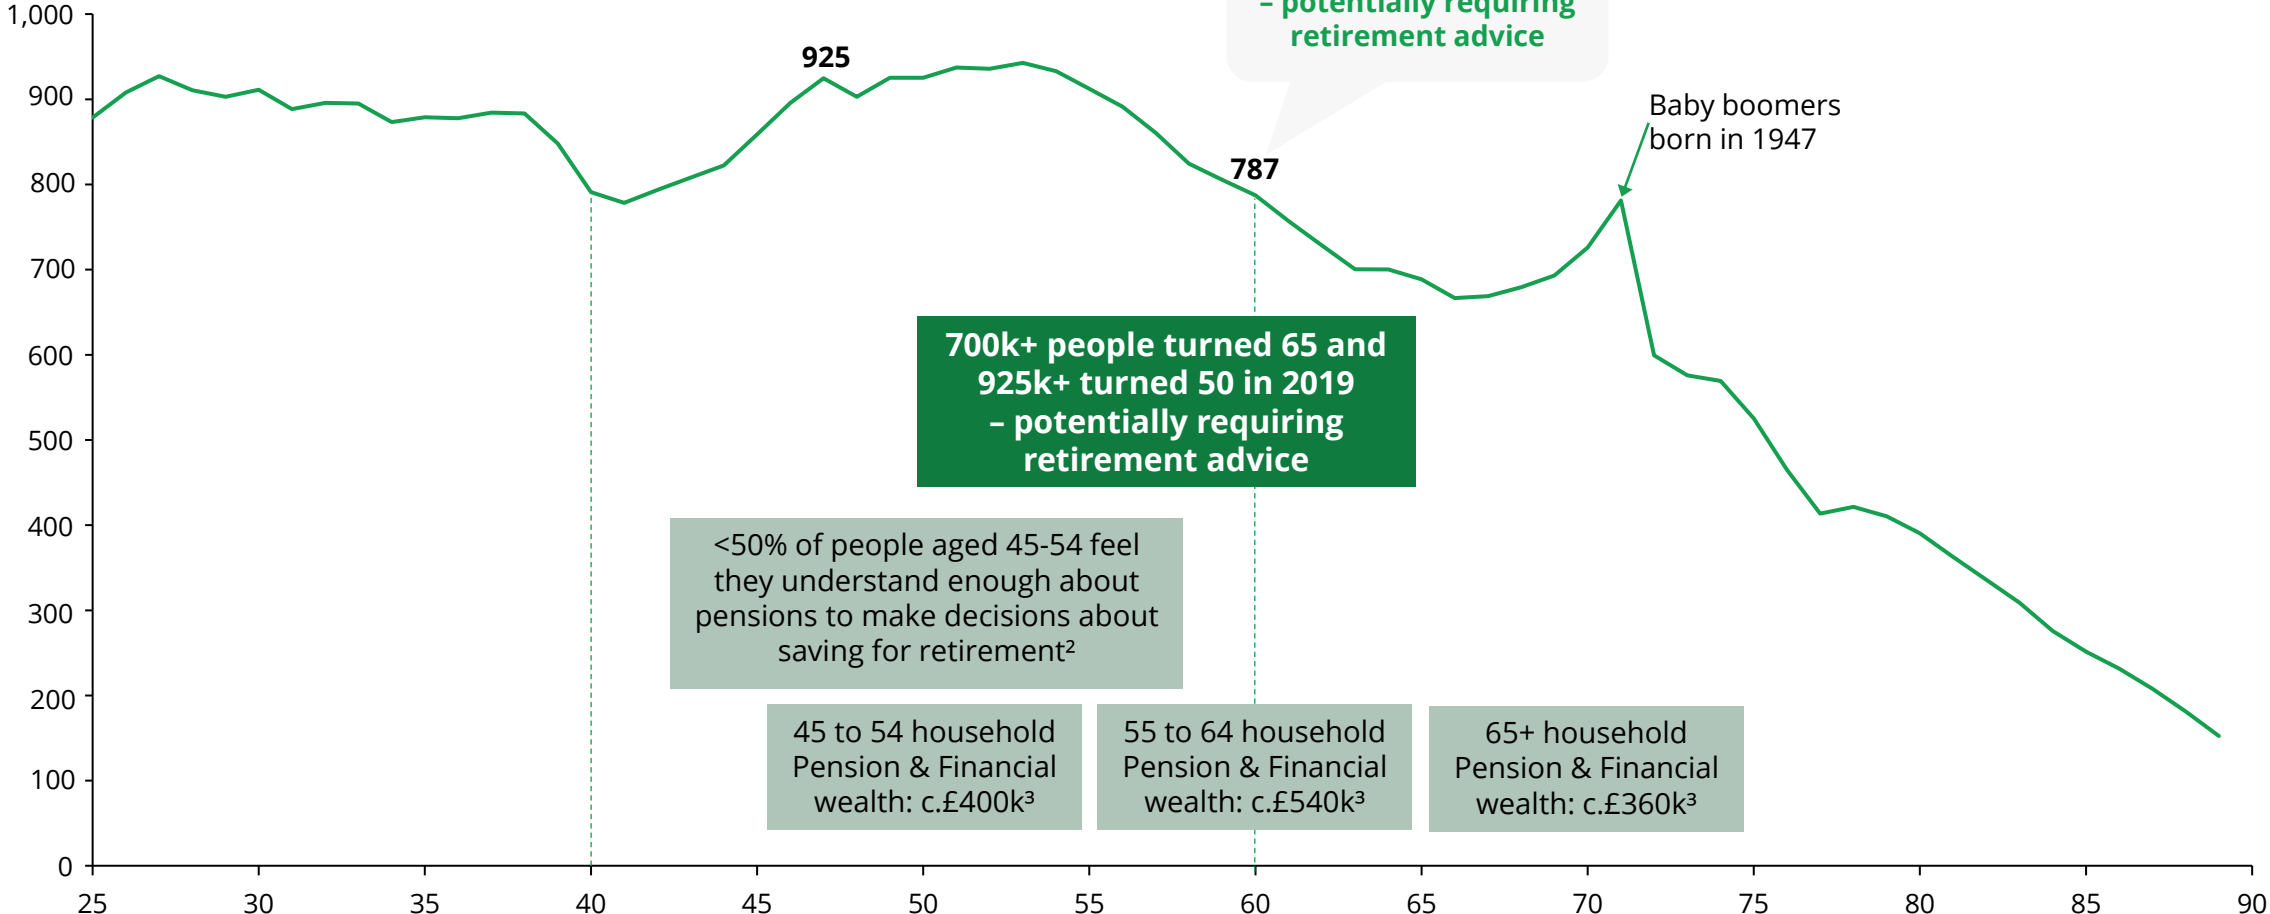 – potentially requiring
retirement advice
1,000
900
800
700
600
500
400
300
200
100
0
925
787
Baby boomers
born in 1947
700k+ people turned 65 and
925k+ turned 50 in 2019
– potentially requiring
retirement advice
<50% of people aged 45-54 feel
they understand enough about
pensions to make decisions about
saving for retirement²
45 to 54 household
Pension & Financial
wealth: c.£400k³
55 to 64 household
Pension & Financial
wealth: c.£540k³
65+ household
Pension & Financial
wealth: c.£360k³
25 30 35 40 45 50 55 60 65 70 75 80 85 90